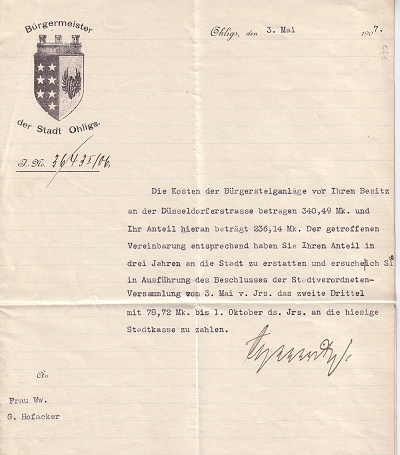 Bürgermeister
der Stadt Ohligs.
Ohligs, den 3. Mai 1907.
J. No. 3643 I/06.
Die Kosten der Bürgersteiganlage vor Ihrem Besitz
an der Düsseldorferstrasse betragen 340,49 Mk. und
Ihr Anteil hieran beträgt 236,14 Mk. Der getroffenen
Vereinbarung entsprechend haben Sie Ihren Anteil in
drei Jahren an die Stadt zu erstatten und ersuche ich Sie
in Ausführung des Beschlusses der Stadtverordneten-
Versammlung vom 3. Mai v. Jrs. das zweite Drittel
mit 78,72 Mk. bis 1. Oktober ds. Jrs. an die hiesige
Stadtkasse zu zahlen.
An
Frau Ww.
G. Hofacker